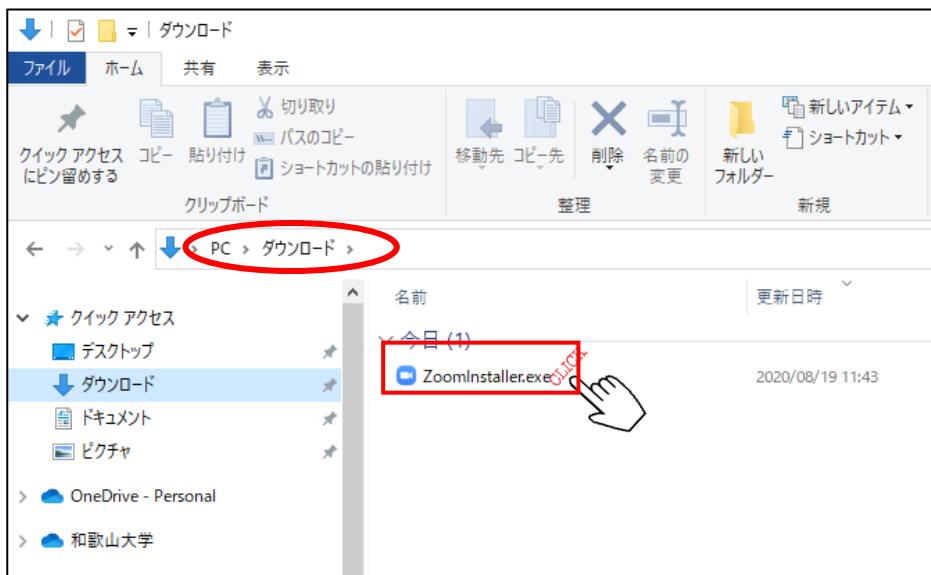 ダウンロード
ファイル ホーム 共有 表示
クイック アクセス
にピン留めする
コピー
貼り付け
切り取り
パスのコピー
ショートカットの貼り付け
クリップボード
移動先
コピー先
削除
名前の
変更
整理
新しい
フォルダー
新しいアイテム
ショートカット
新規
PC › ダウンロード ›
クイック アクセス
デスクトップ
ダウンロード
ドキュメント
ピクチャ
OneDrive - Personal
和歌山大学
名前 更新日時
今日 (1)
ZoomInstaller.exe 2020/08/19 11:43
CLICK